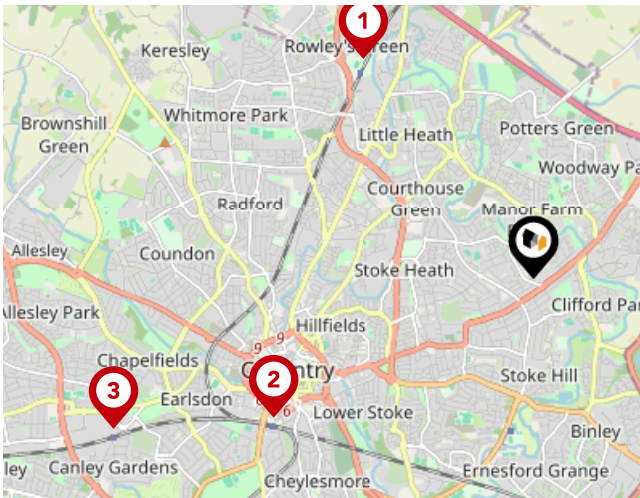 1
Rowley's Green
Keresley
Whitmore Park
Brownshill
Green
Little Heath
Potters Green
Woodway Pa
Courthouse
Green
Radford
Manor Farm
Allesley
Coundon
Stoke Heath
Clifford Par
Allesley Park
Hillfields
9
9
Chapelfields
2
3
Stoke Hill
Earlsdon
6
Lower Stoke
Binley
ley
Canley Gardens
Cheylesmore
Ernesford Grange